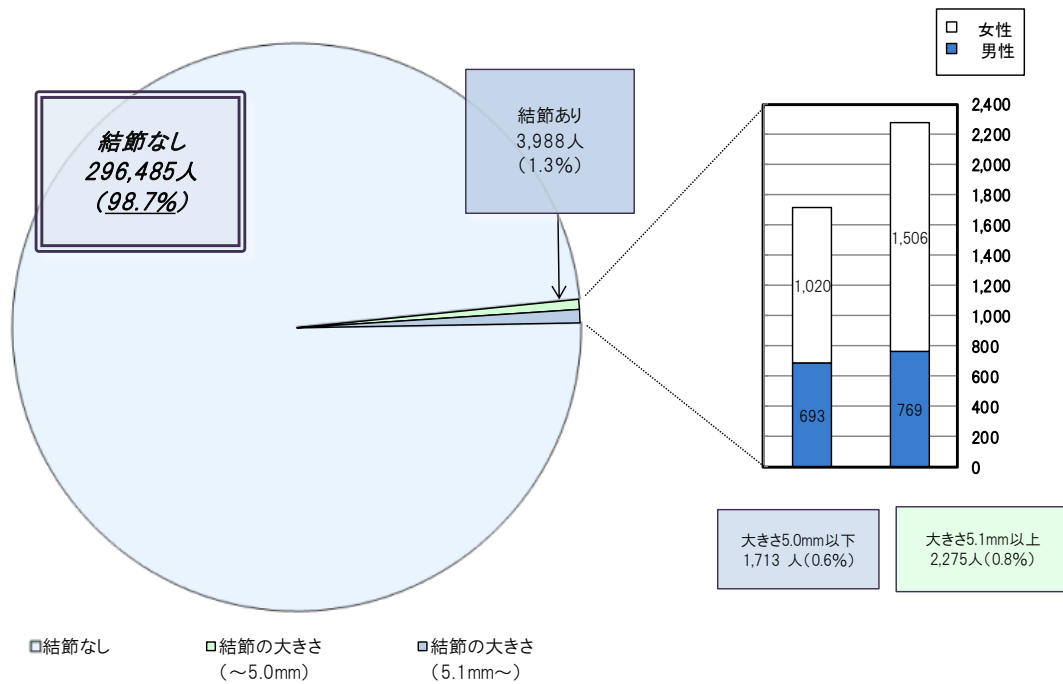 女性
男性
結節なし
296,485人
(98.7%)
結節あり
3,988人
(1.3%)
2,400
2,200
2,000
1,800
1,600
1,400
1,200
1,000
800
600
400
200
0
1,506
1,020
769
693
大きさ5.0mm以下
1,713 人(0.6%)
大きさ5.1mm以上
2,275人(0.8%)
結節なし
結節の大きさ
(～5.0mm)
結節の大きさ
(5.1mm～)